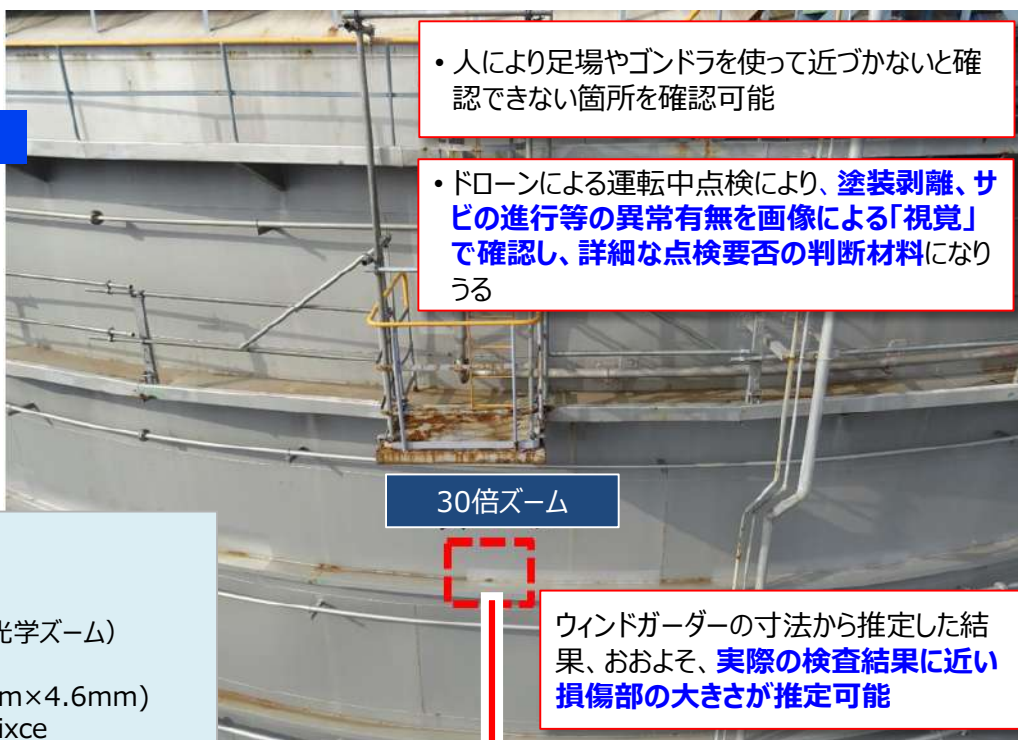 ・人により足場やゴンドラを使って近づかないと確
認できない箇所を確認可能
・ドローンによる運転中点検により、塗装剥離、サ
ビの進行等の異常有無を画像による「視覚」
で確認し、詳細な点検要否の判断材料になり
うる
30倍ズーム
ウィンドガーダーの寸法から推定した結
果、おおよそ、実際の検査結果に近い
損傷部の大きさが推定可能
光学ズーム）
m×4.6mm)
ixce